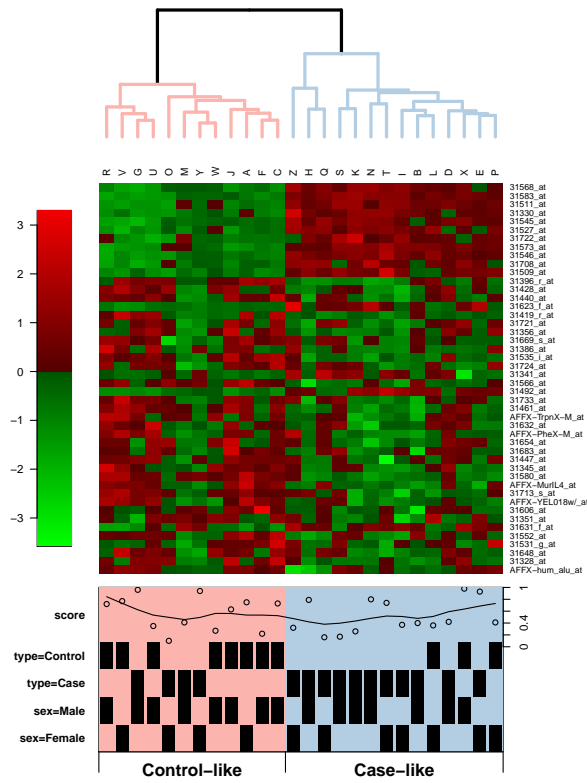 R V G U O M Y W J A F C Z H Q S K N T I B L D X E P
31568_at
31583_at
31511_at
31330_at
31545_at
31527_at
31722_at
31573_at
31546_at
31708_at
31509_at
31396_r_at
31428_at
31440_at
31623_f_at
31419_r_at
31721_at
31356_at
31669_s_at
31386_at
31535_i_at
31724_at
31341_at
31566_at
31492_at
31733_at
31461_at
AFFX−TrpnX−M_at
31632_at
AFFX−PheX−M_at
31654_at
31683_at
31447_at
31345_at
31580_at
AFFX−MurIL4_at
31713_s_at
AFFX−YEL018w/_at
31606_at
31351_at
31631_f_at
31552_at
31531_g_at
31648_at
31328_at
AFFX−hum_alu_at
3
2
1
0
−1
−2
−3
score
1
0.4
0
type=Control
type=Case
sex=Male
sex=Female
Control−like Case−like